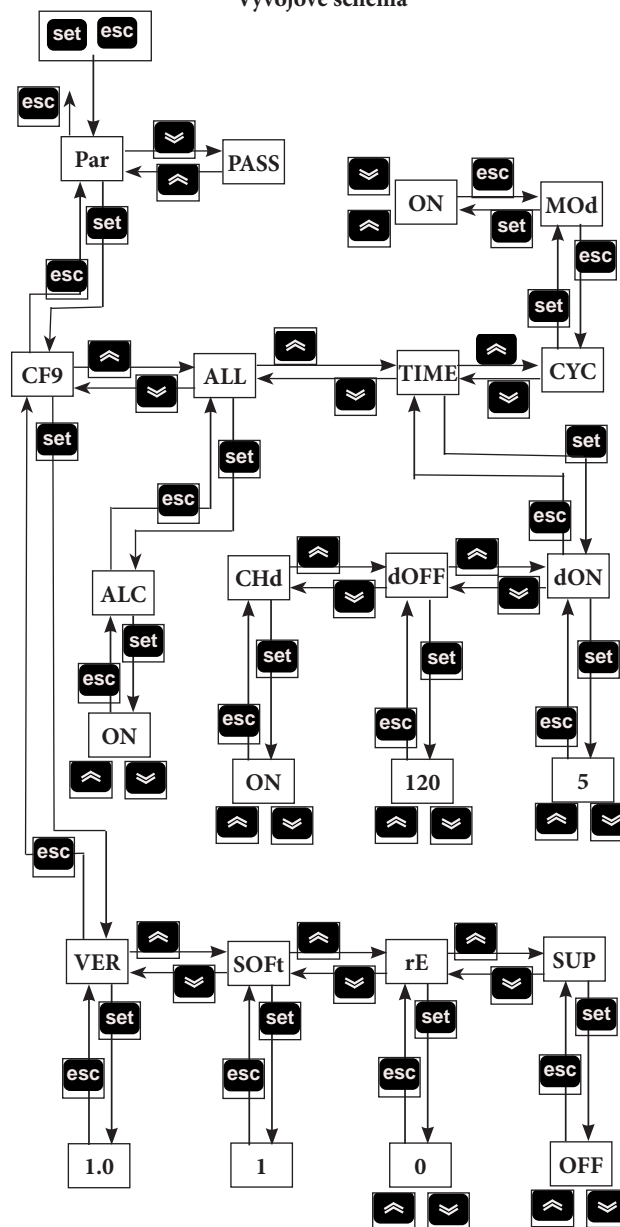 Vývojové schéma
set esc
esc
Par
PASS
set
esc
ON
esc
MOd
set
esc
set
CF9
ALL
TIME
CYC
set
set
set
esc
esc
ALC
CHd
dOFF
dON
set
set
set
set
esc
esc
esc
esc
ON
ON
120
5
esc
VER
SOFt
rE
SUP
set
set
set
set
esc
esc
esc
esc
1.0
1
0
OFF